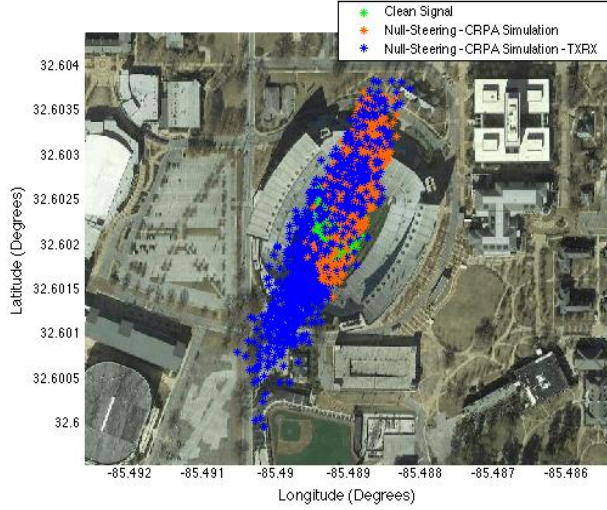 Clean Signal
Null-Steering - CRPA Simulation
Null-Steering - CRPA Simulation - TXRX
32.604
32.6035
32.603
32.6025
32.602
32.6015
32.601
32.6005
32.6
Latitude (Degrees)
-85.492 -85.491 -85.49 -85.489 -85.488 -85.487 -85.486
Longitude (Degrees)